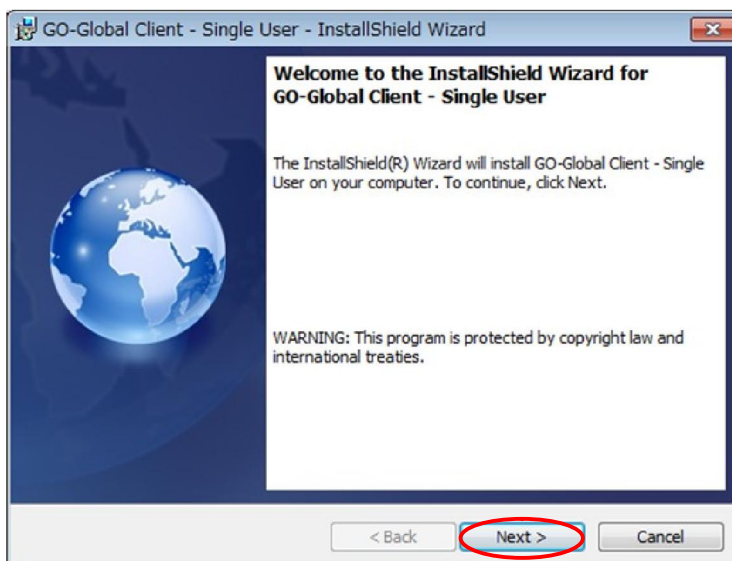 GO-Global Client - Single User - InstallShield Wizard
Welcome to the InstallShield Wizard for
GO-Global Client - Single User
The InstallShield(R) Wizard will install GO-Global Client - Single
User on your computer. To continue, click Next.
WARNING: This program is protected by copyright law and
international treaties.
< Back Next > Cancel